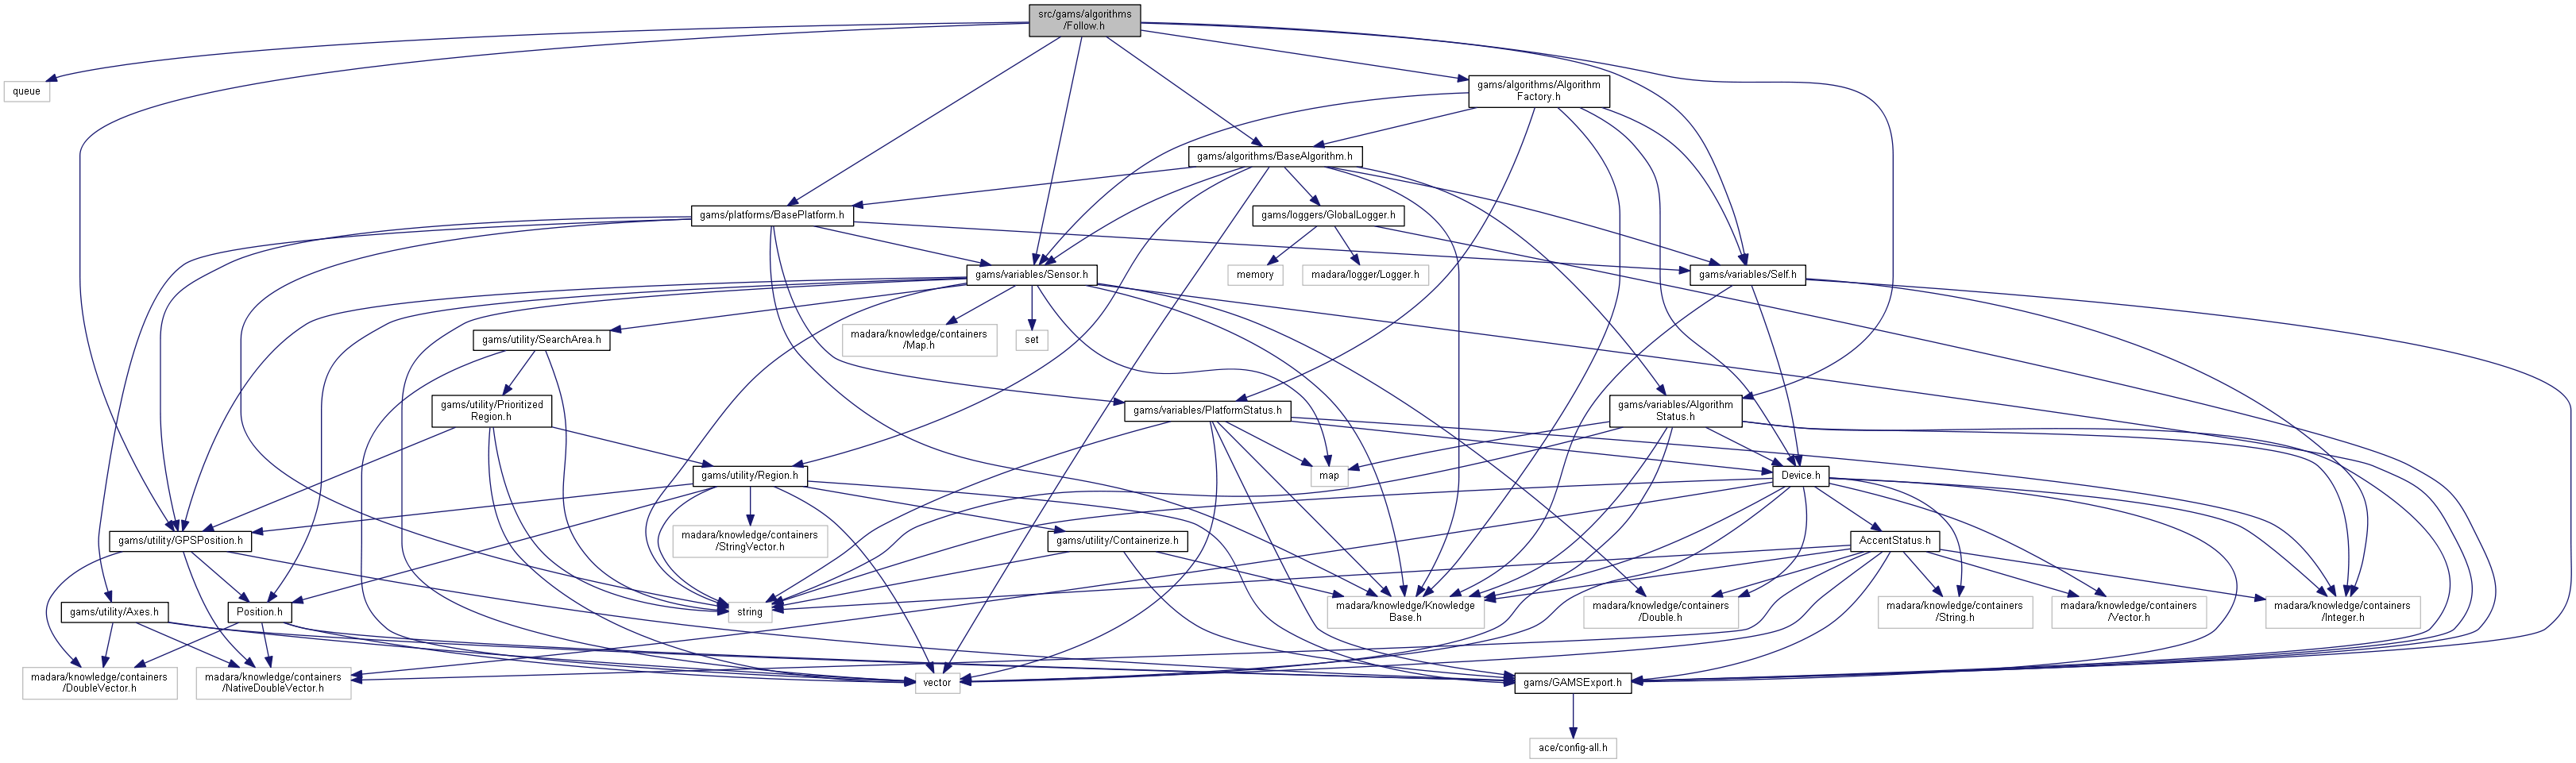 src/gams/algorithms
/Follow.h
queue
gams/algorithms/Algorithm
Factory.h
gams/algorithms/BaseAlgorithm.h
gams/platforms/BasePlatform.h
gams/loggers/GlobalLogger.h
gams/variables/Sensor.h
memory
madara/logger/Logger.h
gams/variables/Self.h
gams/utility/SearchArea.h
madara/knowledge/containers
/Map.h
set
gams/utility/Prioritized
Region.h
gams/variables/PlatformStatus.h
gams/variables/Algorithm
Status.h
gams/utility/Region.h
map
Device.h
gams/utility/GPSPosition.h
madara/knowledge/containers
/StringVector.h
gams/utility/Containerize.h
AccentStatus.h
gams/utility/Axes.h
Position.h
string
madara/knowledge/Knowledge
Base.h
madara/knowledge/containers
/Double.h
madara/knowledge/containers
/String.h
madara/knowledge/containers
/Vector.h
madara/knowledge/containers
/Integer.h
madara/knowledge/containers
/DoubleVector.h
madara/knowledge/containers
/NativeDoubleVector.h
vector
gams/GAMSExport.h
ace/config-all.h